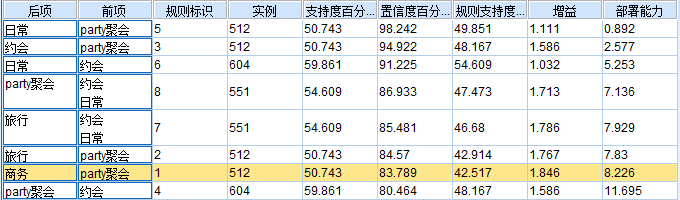 后项 前项 规则标识 实例 支持度百分... 置信度百分... 规则支持度... 增益 部署能力
日常 party聚会 5 512 50.743 98.242 49.851 1.111 0.892
约会 party聚会 3 512 50.743 94.922 48.167 1.586 2.577
日常 约会 6 604 59.861 91.225 54.609 1.032 5.253
party聚会 约会 8 551 54.609 86.933 47.473 1.713 7.136
日常
旅行 约会 7 551 54.609 85.481 46.68 1.786 7.929
日常
旅行 party聚会 2 512 50.743 84.57 42.914 1.767 7.83
商务 party聚会 1 512 50.743 83.789 42.517 1.846 8.226
party聚会 约会 4 604 59.861 80.464 48.167 1.586 11.695